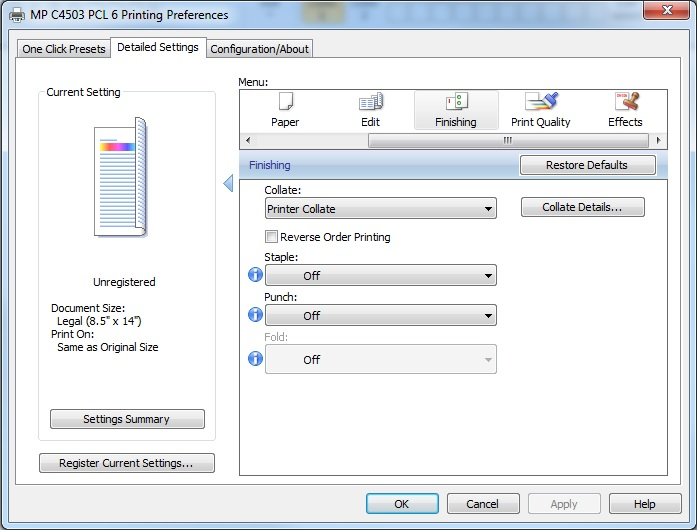 MP C4503 PCL 6 Printing Preferences
One Click Presets
Detailed Settings
Configuration/About
Current Setting
Unregistered
Document Size:
Legal (8.5" x 14")
Print On:
Same as Original Size
Settings Summary
Register Current Settings...
Menu:
Paper
Edit
Finishing
Print Quality
Effects
Finishing
Restore Defaults
Collate:
Printer Collate
Collate Details...
Reverse Order Printing
Staple:
Off
Punch:
Off
Fold:
Off
OK
Cancel
Apply
Help